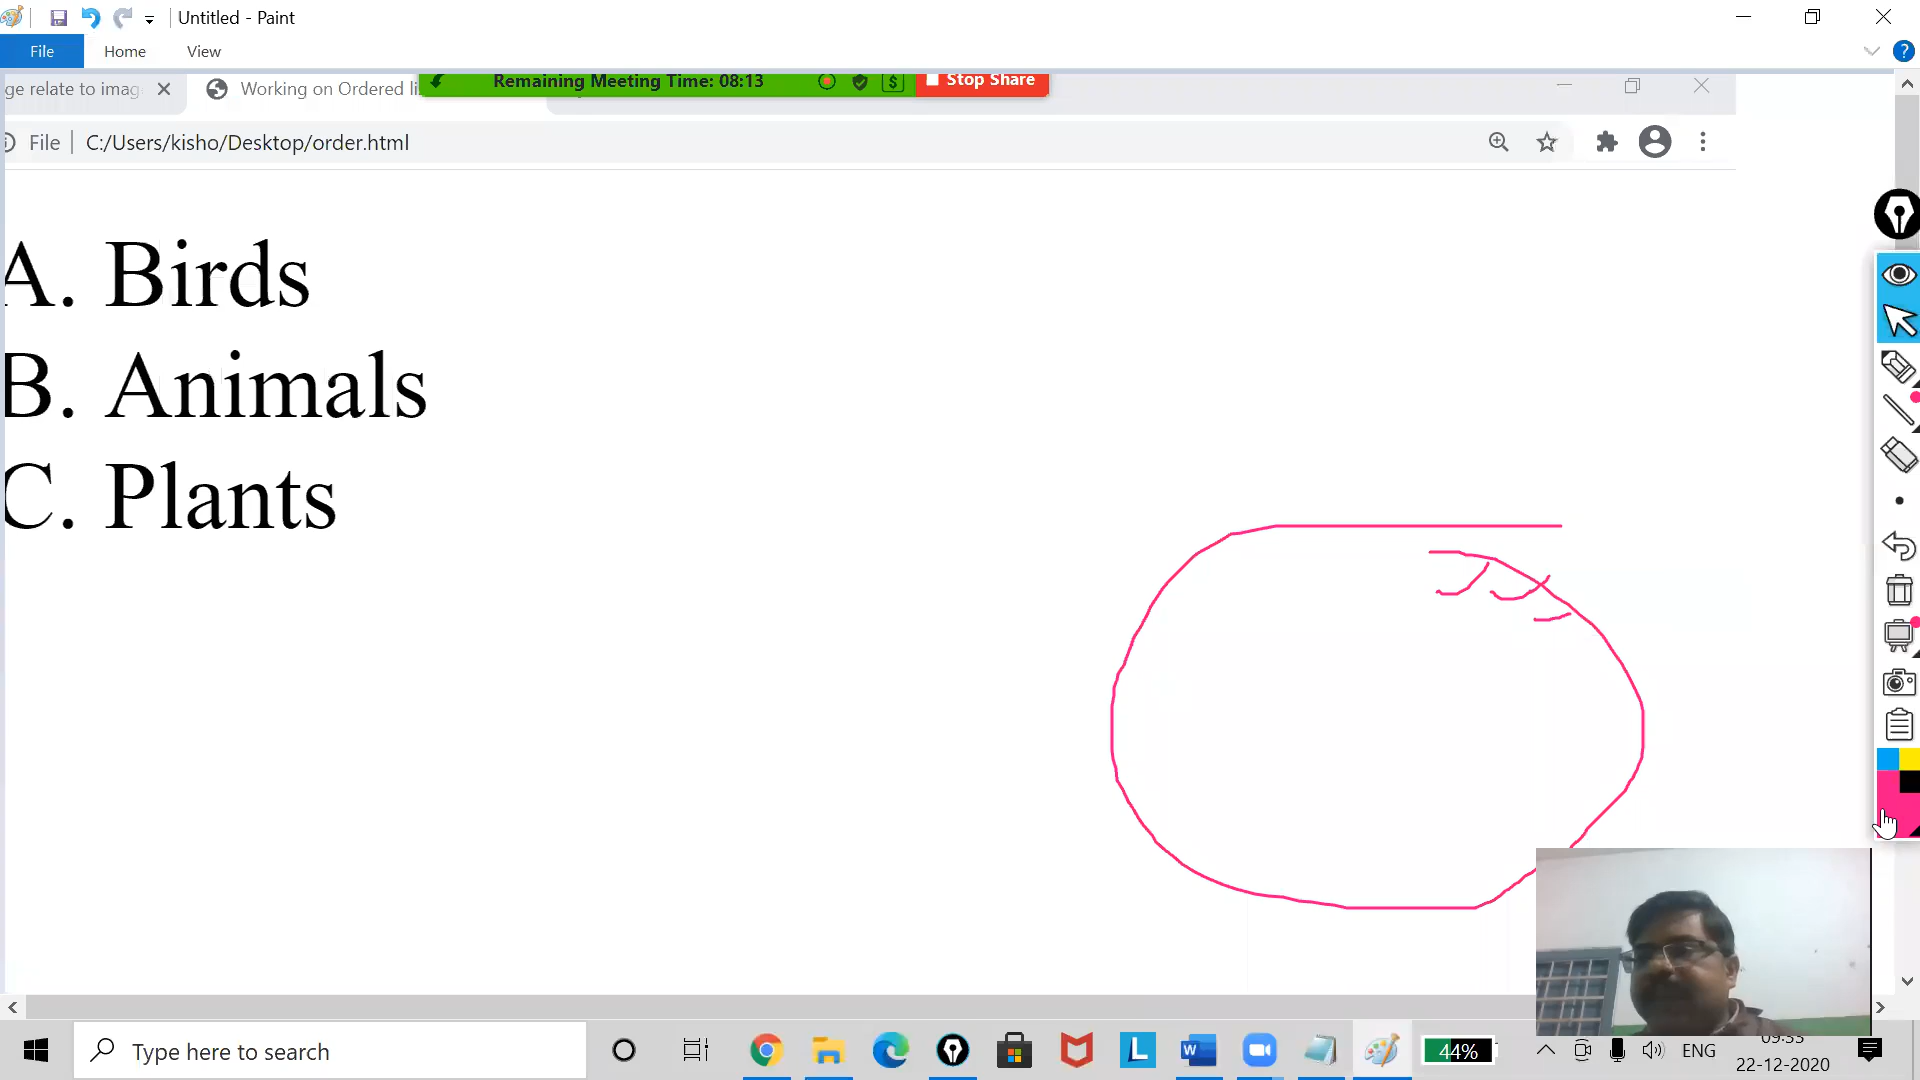 Untitled - Paint
File Home View
ge relate to imag
Working on Ordered li
Remaining Meeting Time: 08:13
Stop Share
File C:/Users/kisho/Desktop/order.html
A. Birds
B. Animals
C. Plants
Type here to search
44%
ENG
09:33
22-12-2020